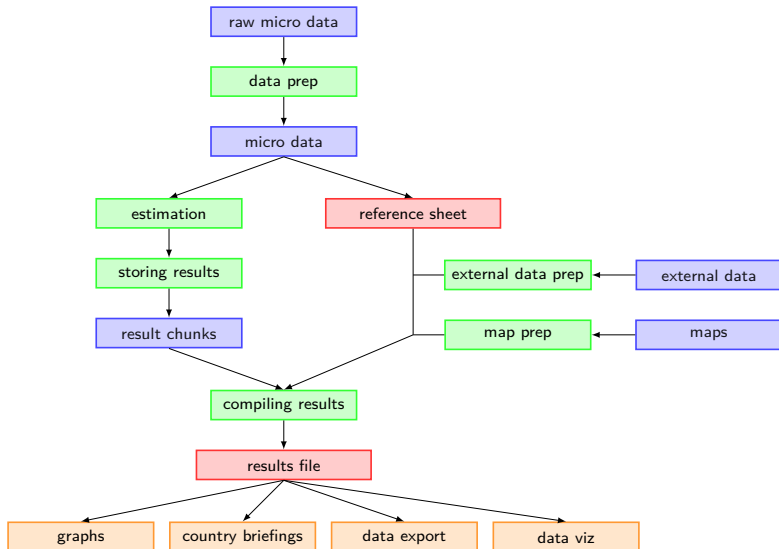 raw micro data
data prep
micro data
estimation
reference sheet
storing results
external data prep
external data
result chunks
map prep
maps
compiling results
results file
graphs
country briefings
data export
data viz